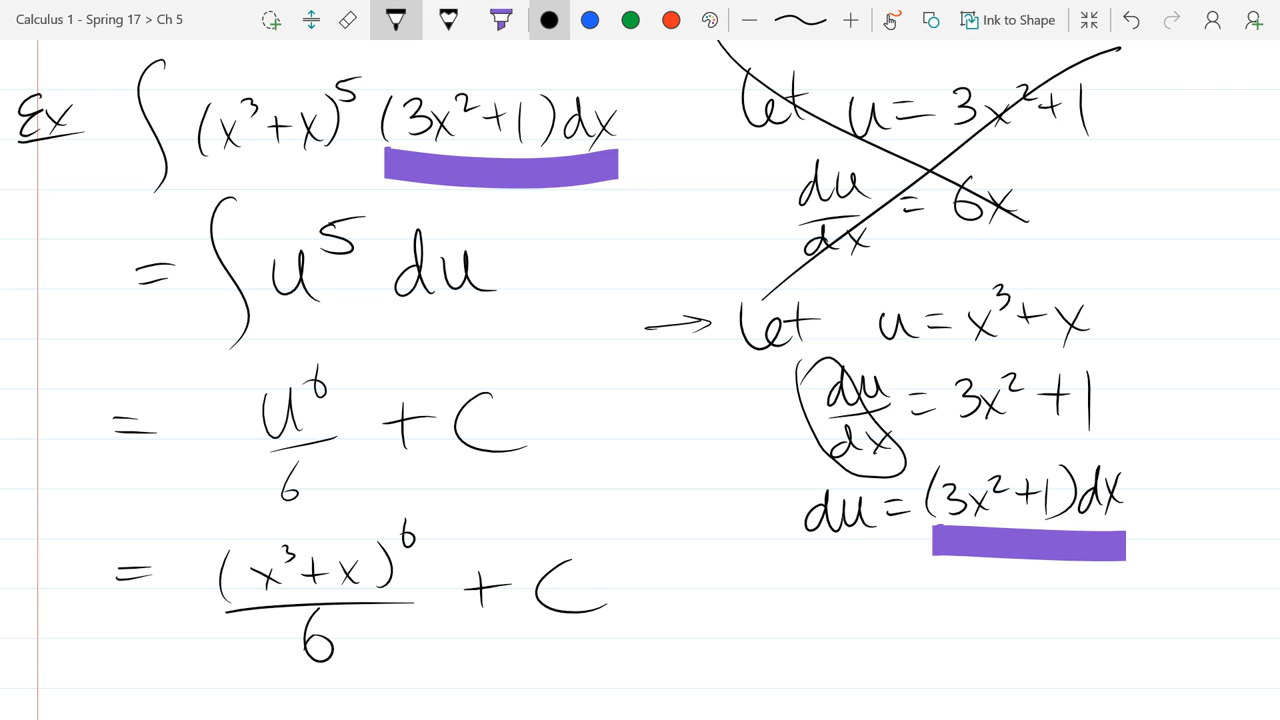 Calculus 1 - Spring 17 > Ch 5
Ink to Shape
Ex ∫ (x³+x)⁵ (3x²+1)dx
= ∫ u⁵ du
= u⁶/6 + C
= (x³+x)⁶/6 + C
let u = 3x²+1
du/dx = 6x
→ let u = x³+x
du/dx = 3x²+1
du = (3x²+1)dx